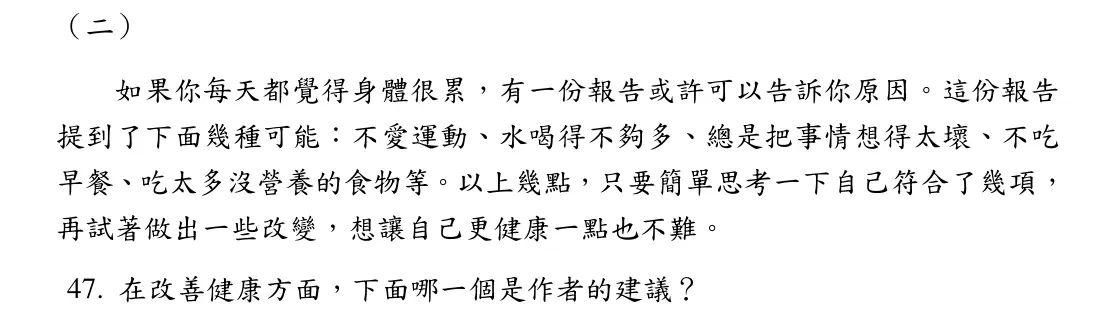 （二）
如果你每天都覺得身體很累，有一份報告或許可以告訴你原因。這份報告
提到了下面幾種可能：不愛運動、水喝得不夠多、總是把事情想得太壞、不吃
早餐、吃太多沒營養的食物等。以上幾點，只要簡單思考一下自己符合了幾項，
再試著做出一些改變，想讓自己更健康一點也不難。
47. 在改善健康方面，下面哪一個是作者的建議？